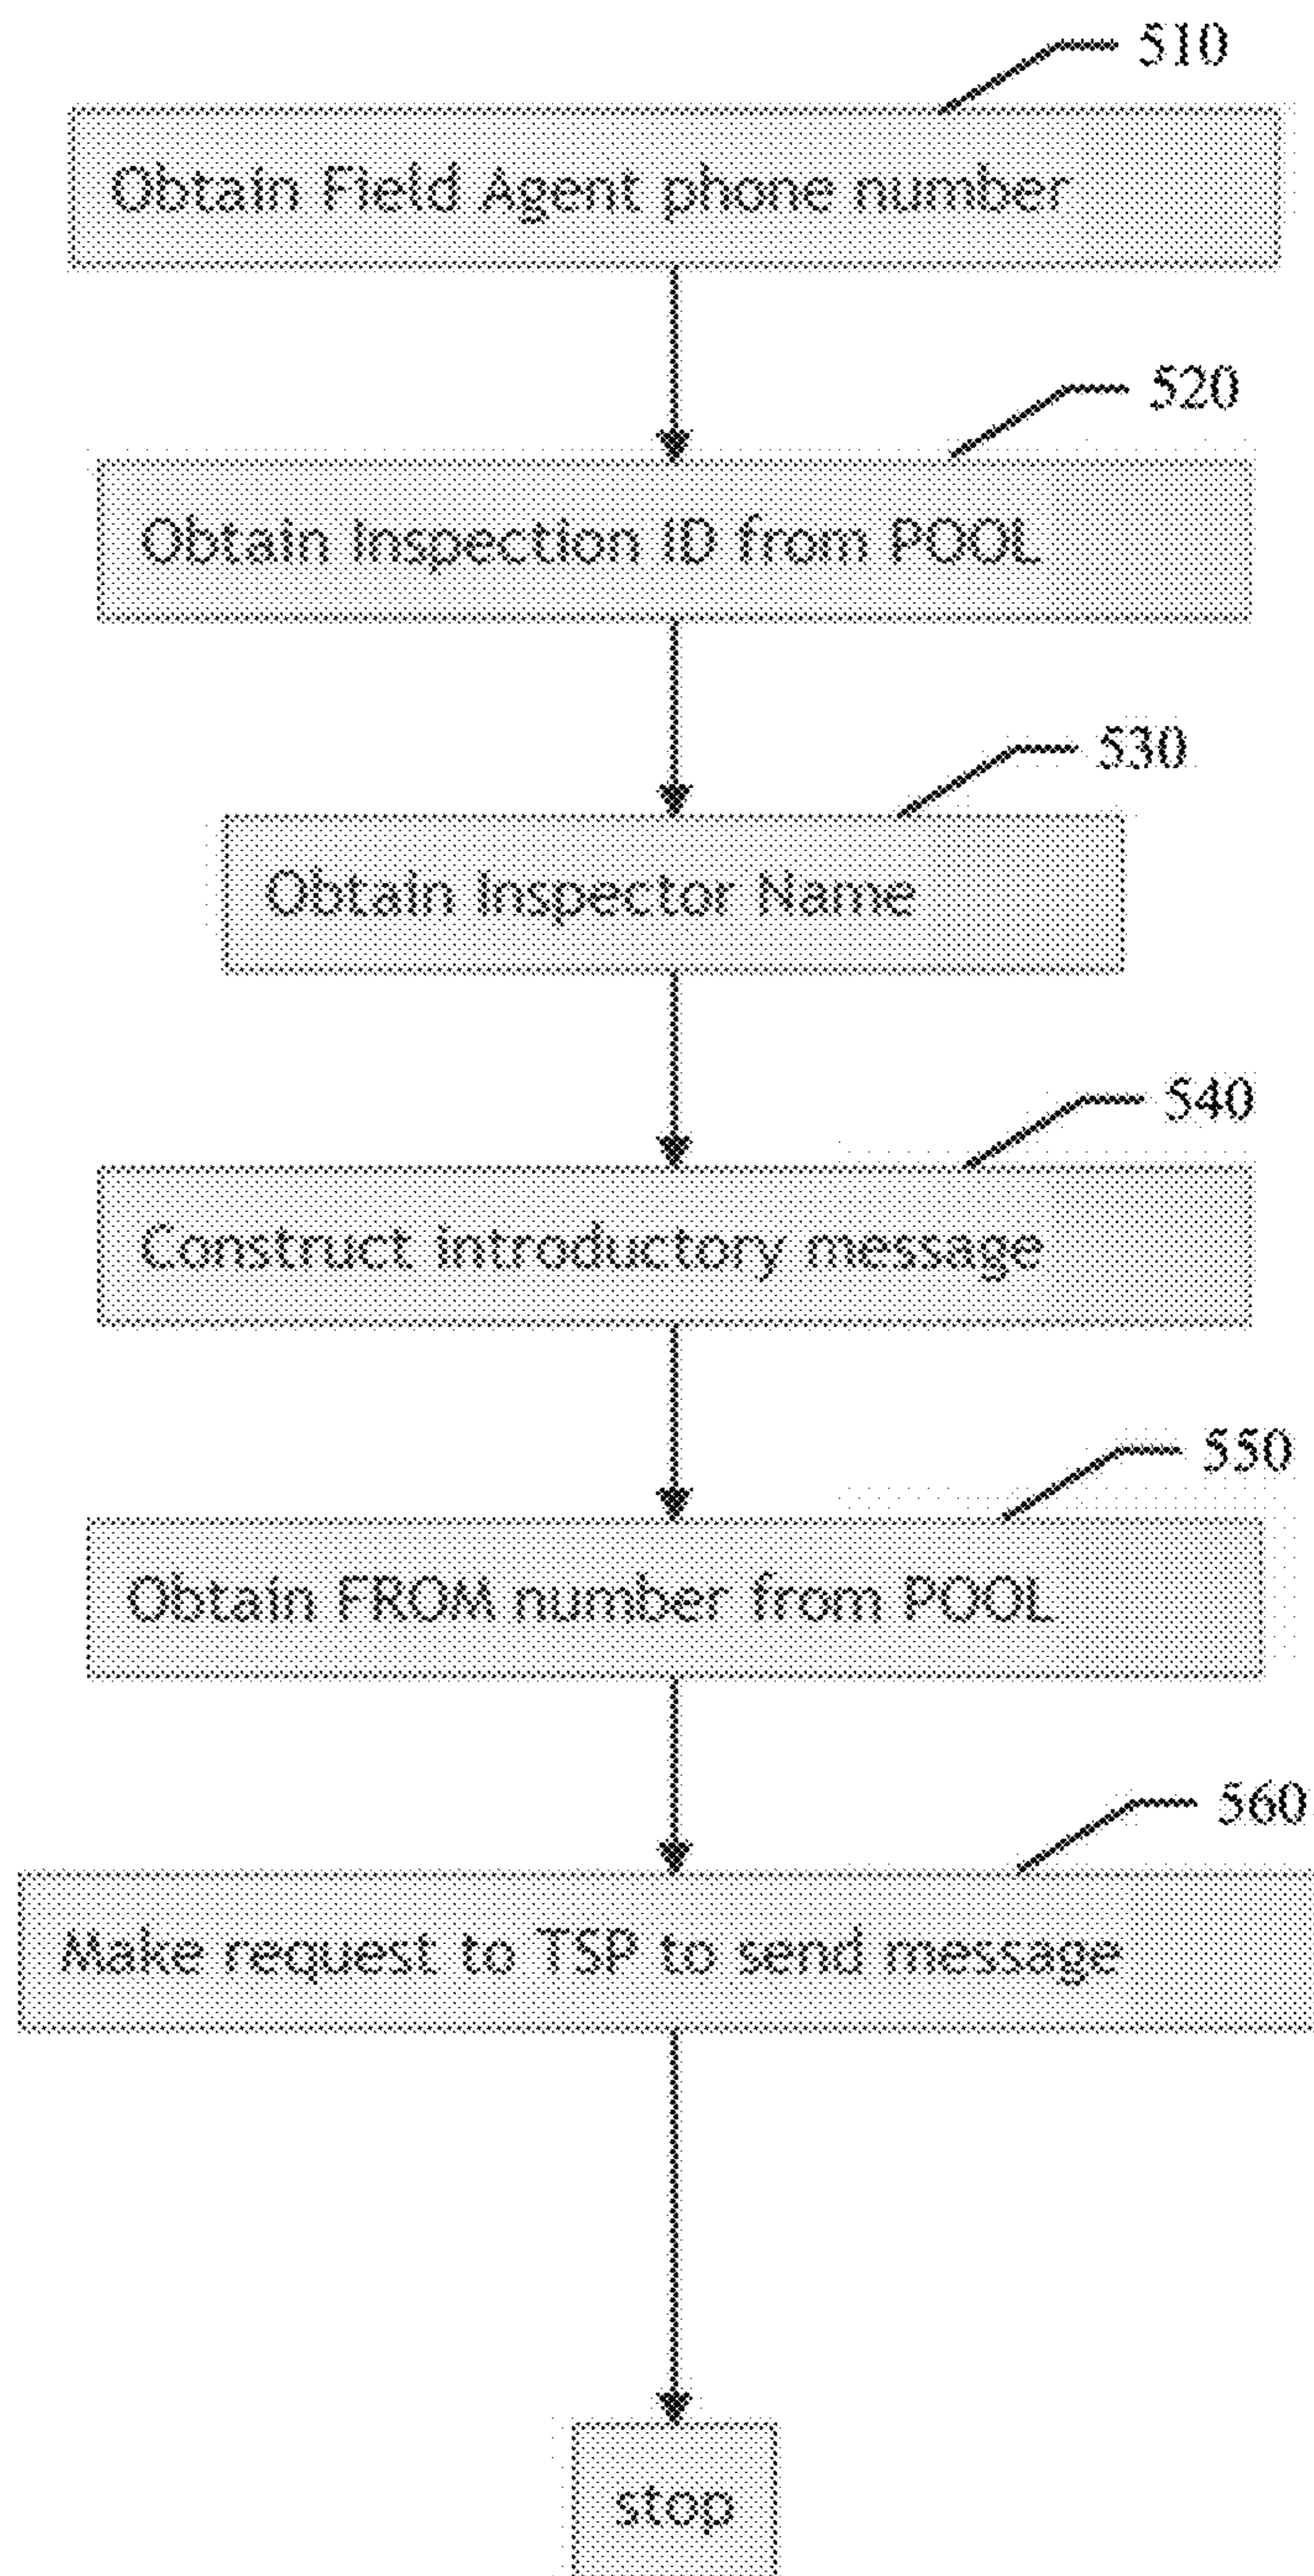 510
Obtain Field Agent phone number
520
Obtain Inspection ID from POOL
530
Obtain Inspector Name
540
Construct introductory message
550
Obtain FROM number from POOL
560
Make request to TSP to send message
stop